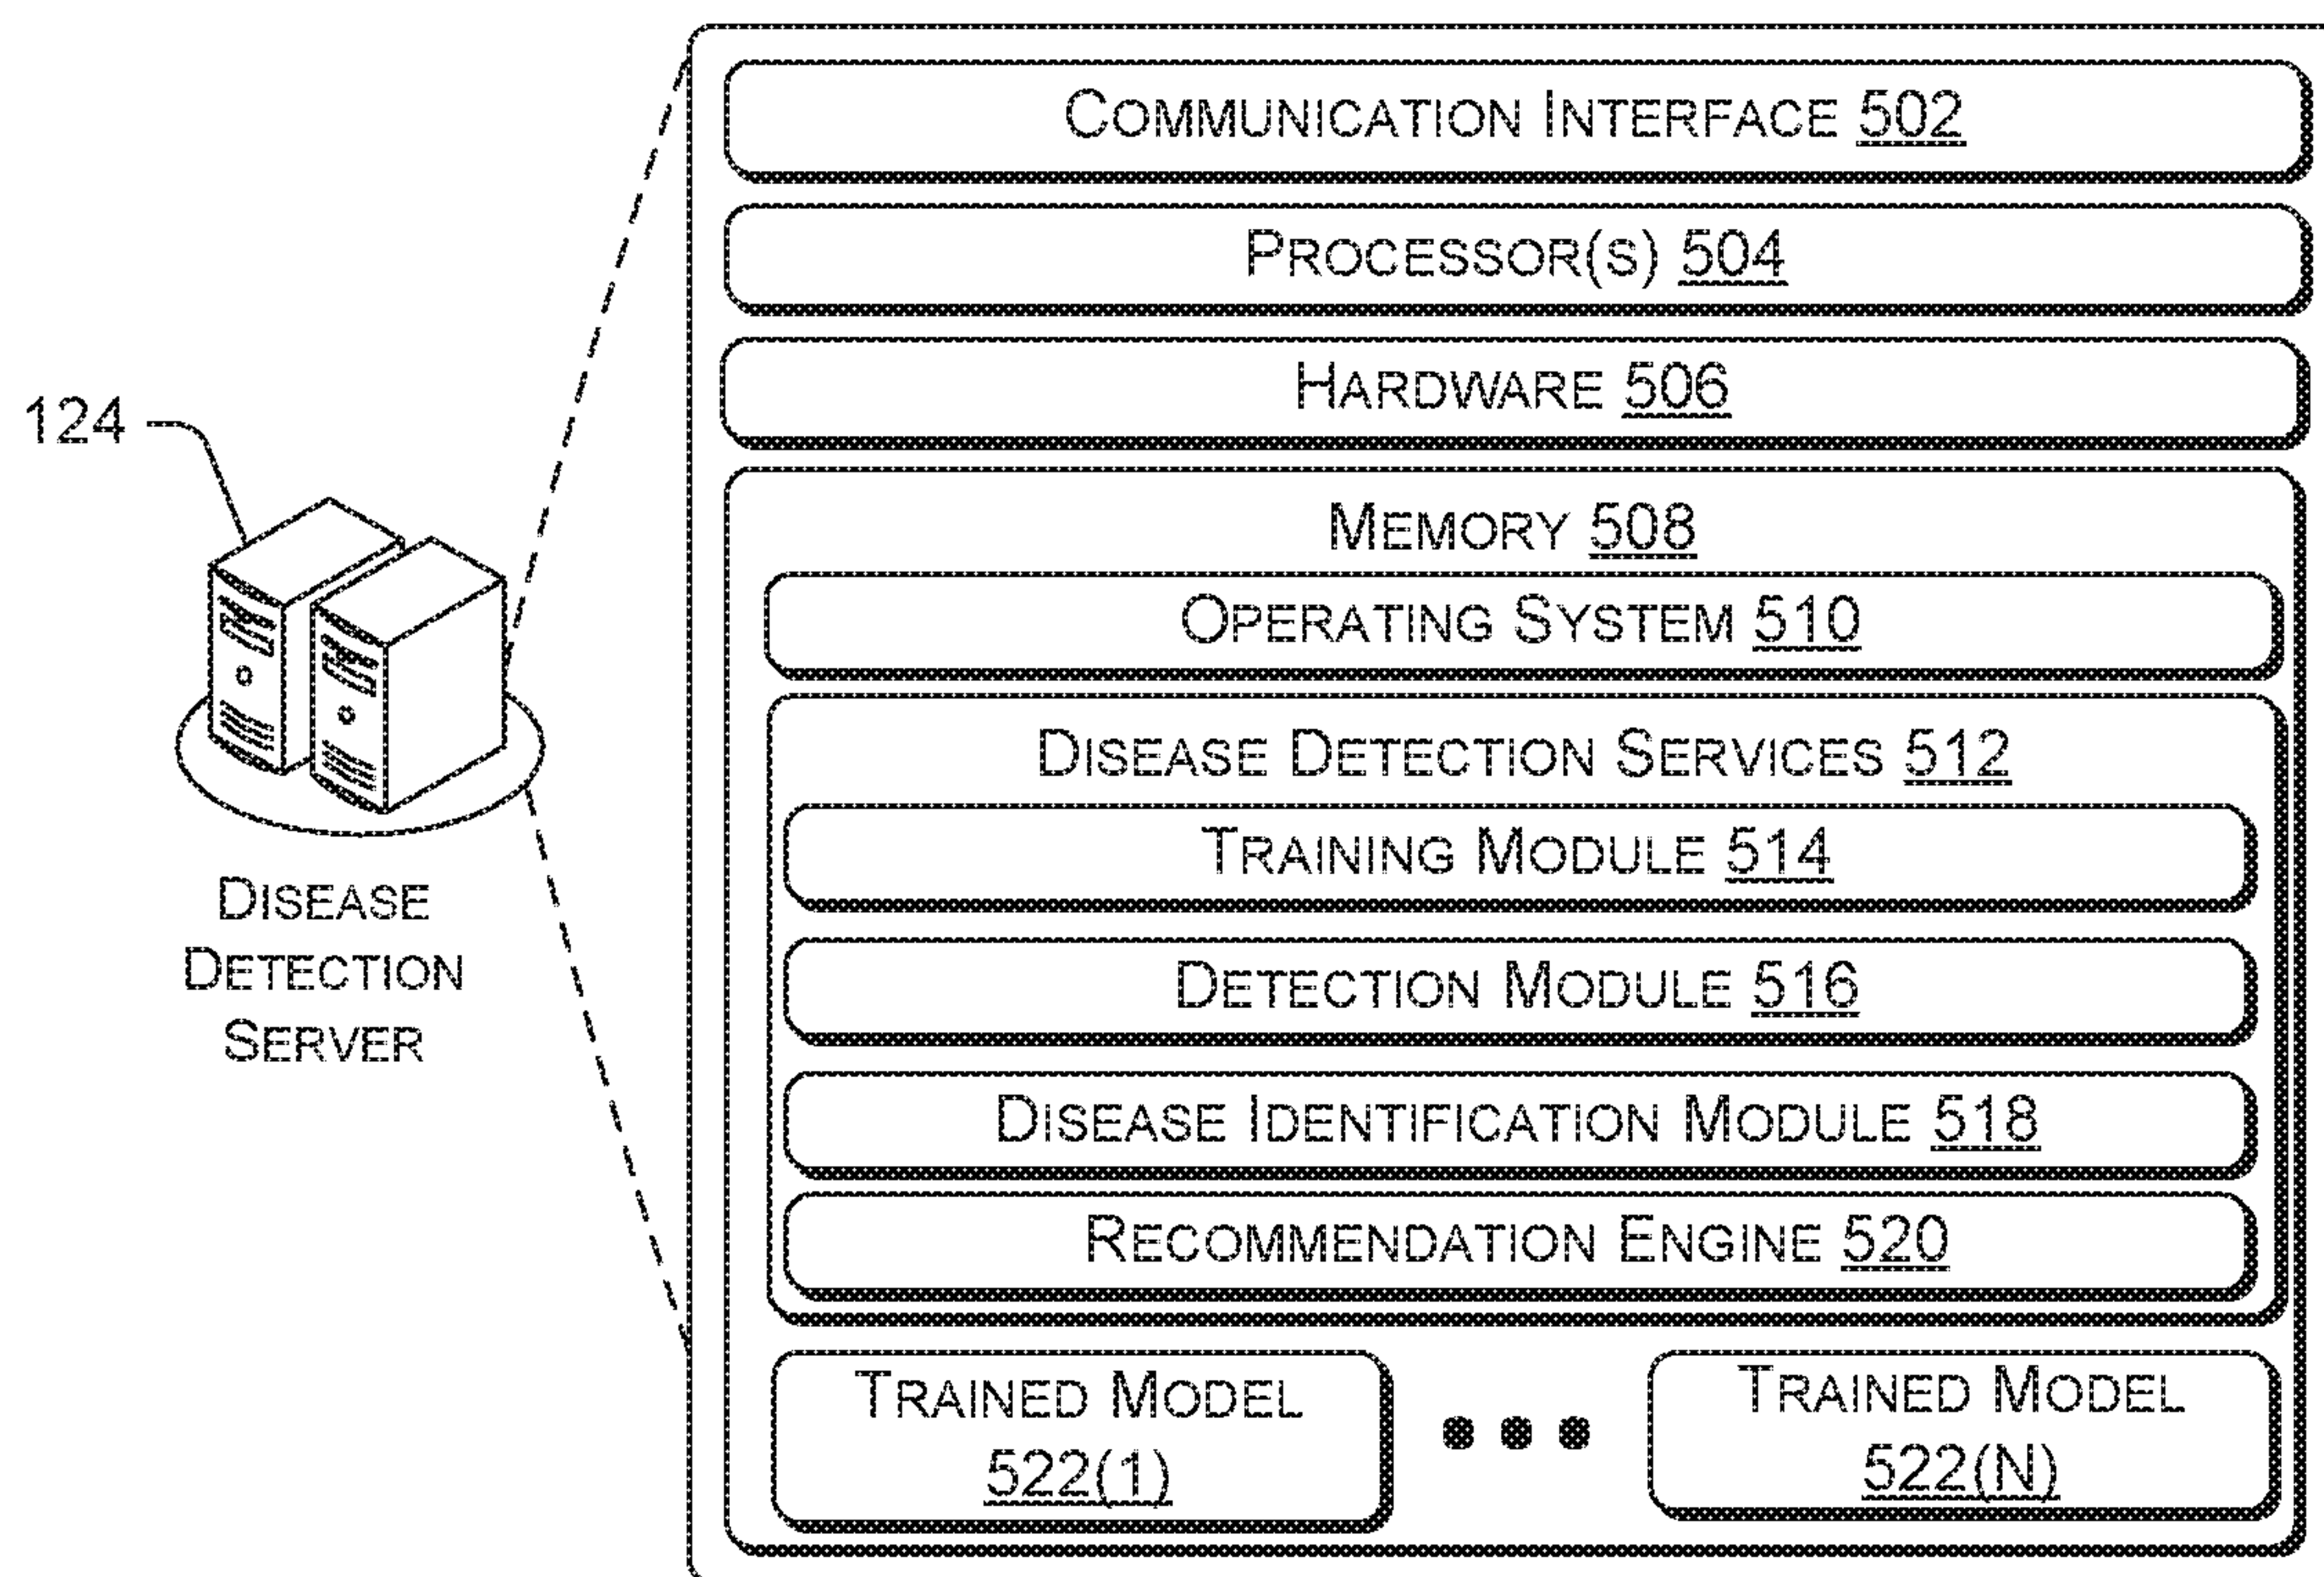 COMMUNICATION INTERFACE 502
PROCESSOR(S) 504
HARDWARE 506
124
MEMORY 508
OPERATING SYSTEM 510
DISEASE DETECTION SERVICES 512
TRAINING MODULE 514
DISEASE
DETECTION
SERVER
DETECTION MODULE 516
DISEASE IDENTIFICATION MODULE 518
RECOMMENDATION ENGINE 520
TRAINED MODEL
522(1)
TRAINED MODEL
522(N)